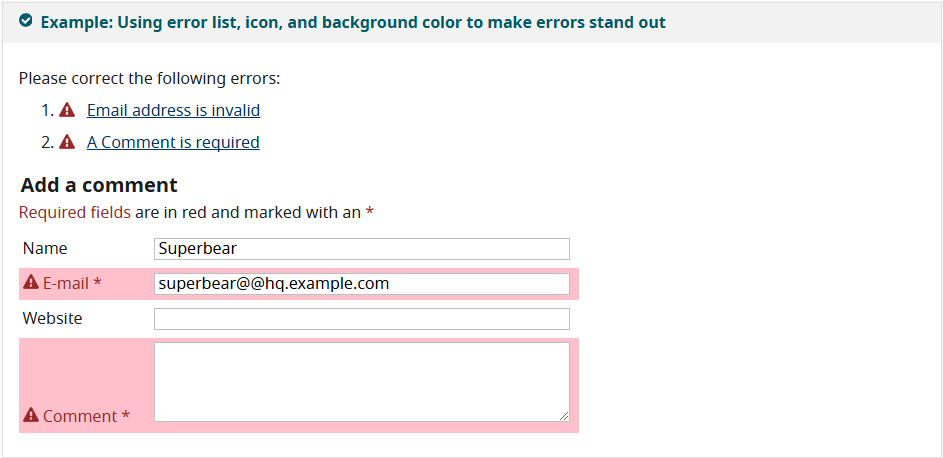 Example: Using error list, icon, and background color to make errors stand out
Please correct the following errors:
1. Email address is invalid
2. A Comment is required
Add a comment
Required fields are in red and marked with an *
Name Superbear
E-mail * superbear@@hq.example.com
Website
Comment *